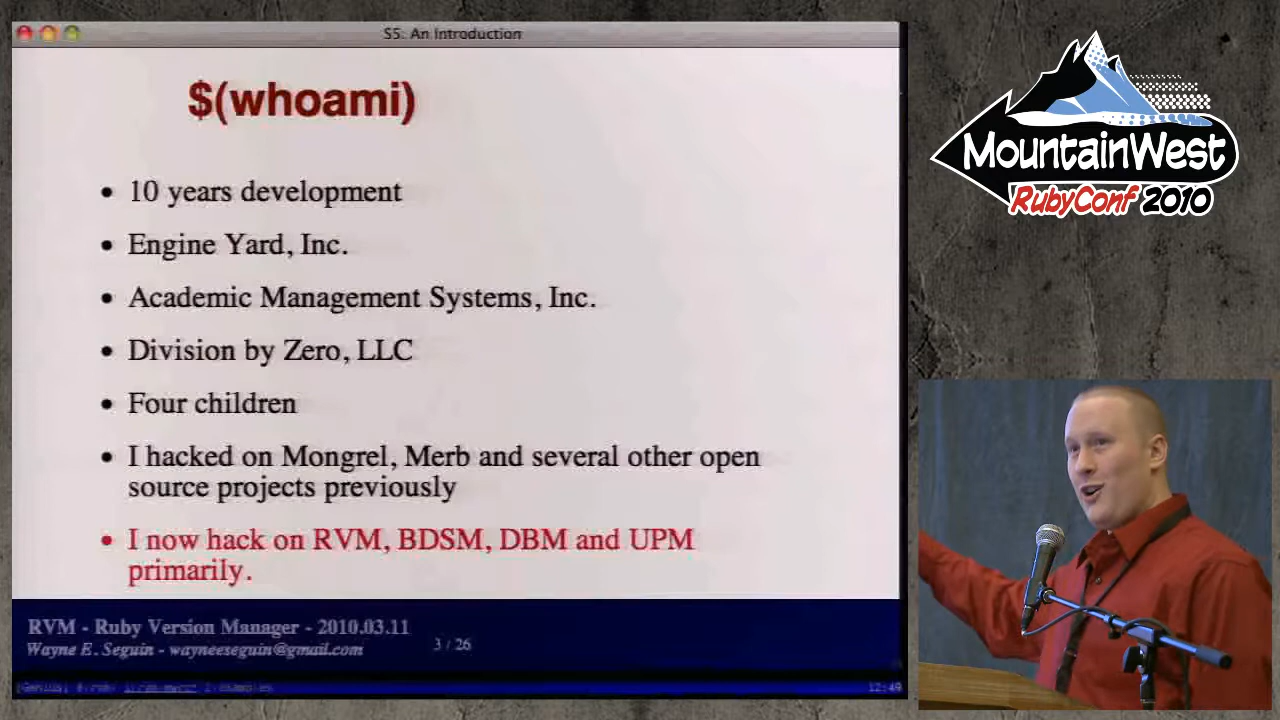 S5: An Introduction
$(whoami)
• 10 years development
• Engine Yard, Inc.
• Academic Management Systems, Inc.
• Division by Zero, LLC
• Four children
• I hacked on Mongrel, Merb and several other open
source projects previously
• I now hack on RVM, BDSM, DBM and UPM
primarily.
RVM - Ruby Version Manager - 2010.03.11
Wayne E. Seguin - wayneeseguin@gmail.com
3 / 26
12:49
MountainWest
RubyConf 2010